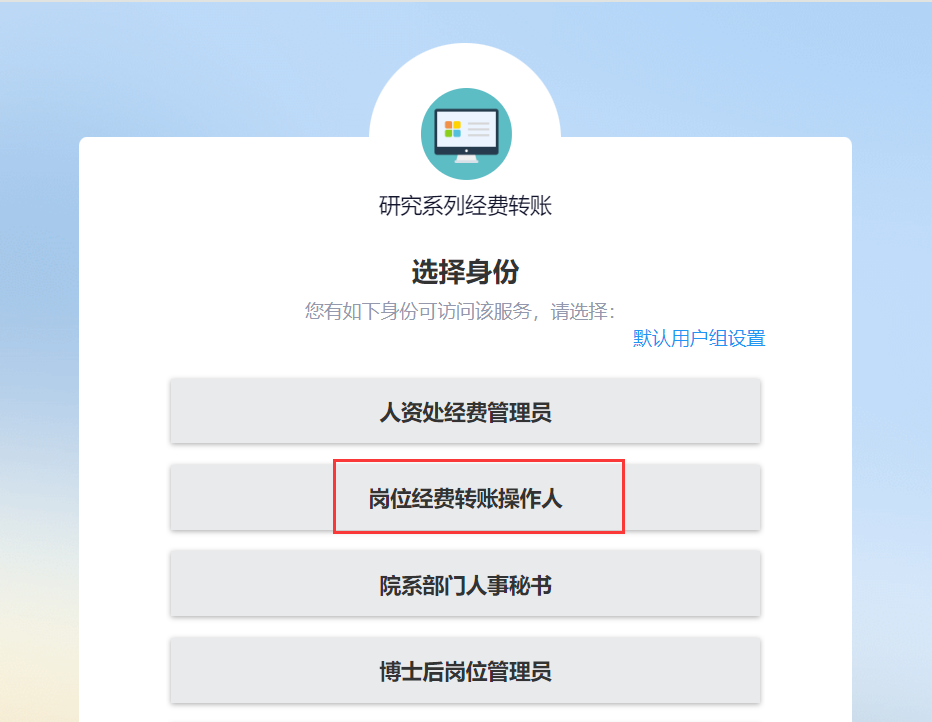 研究系列经费转账
选择身份
您有如下身份可访问该服务，请选择：
默认用户组设置
人资处经费管理员
岗位经费转账操作人
院系部门人事秘书
博士后岗位管理员